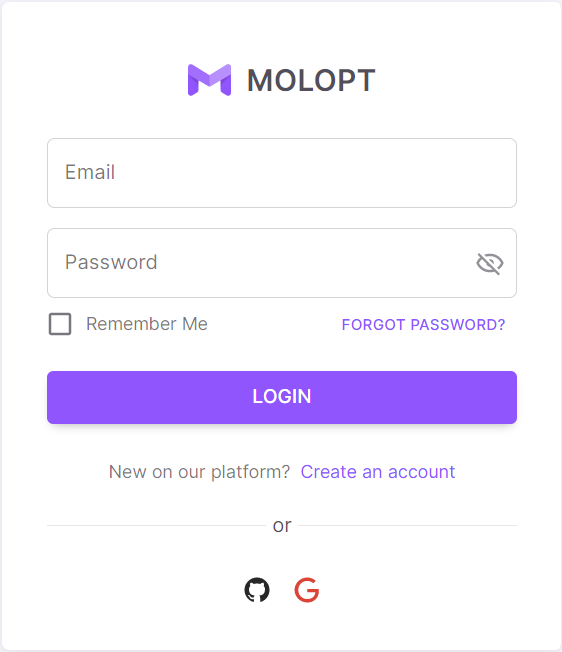 MOLOPT
Email
Password
Remember Me FORGOT PASSWORD?
LOGIN
New on our platform? Create an account
or